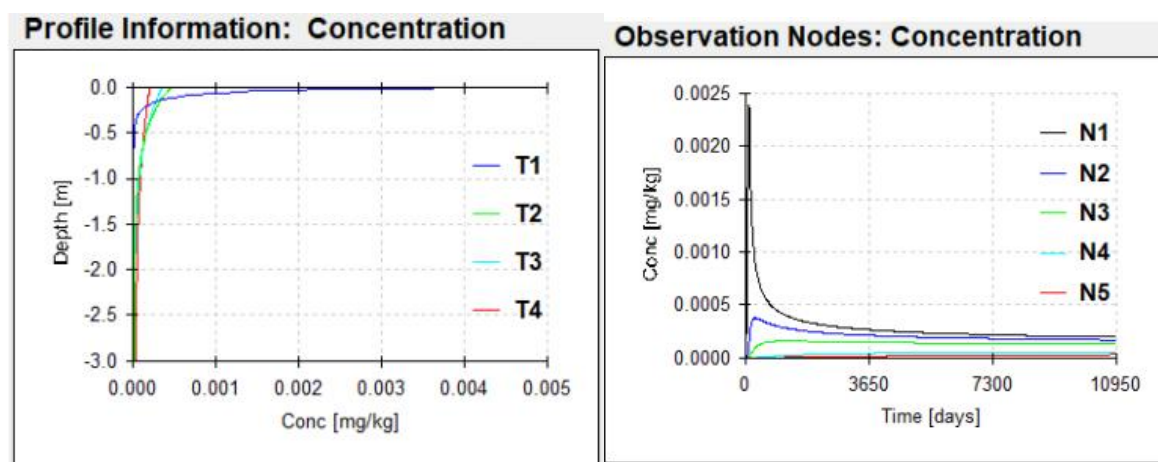 Profile Information: Concentration
0.0
-0.5
-1.0
-1.5
-2.0
-2.5
-3.0
Depth [m]
T1
T2
T3
T4
0.000 0.001 0.002 0.003 0.004 0.005
Conc [mg/kg]
Observation Nodes: Concentration
0.0025
0.0020
0.0015
0.0010
0.0005
0.0000
Conc [mg/kg]
N1
N2
N3
N4
N5
0 3650 7300 10950
Time [days]